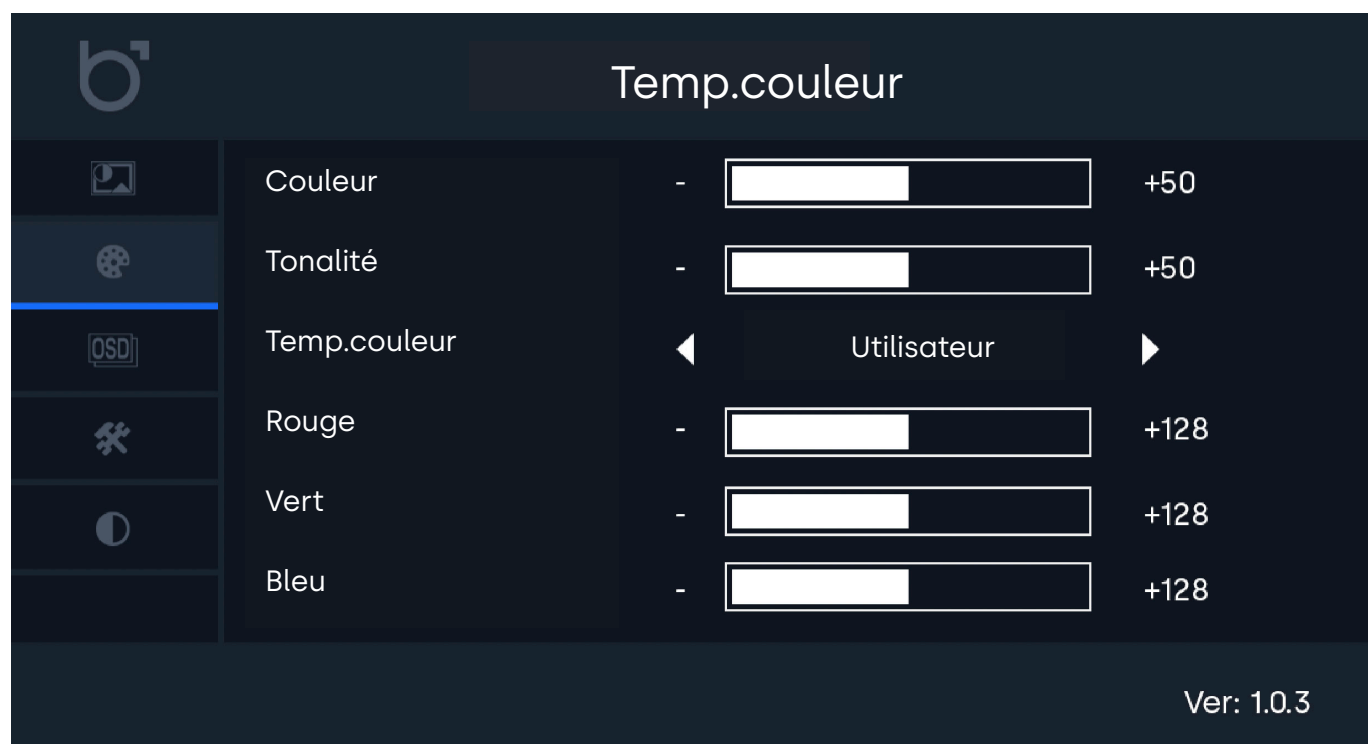 Temp.couleur
Couleur - +50
Tonalité - +50
OSD
Temp.couleur Utilisateur
Rouge - +128
Vert - +128
Bleu - +128
Ver: 1.0.3